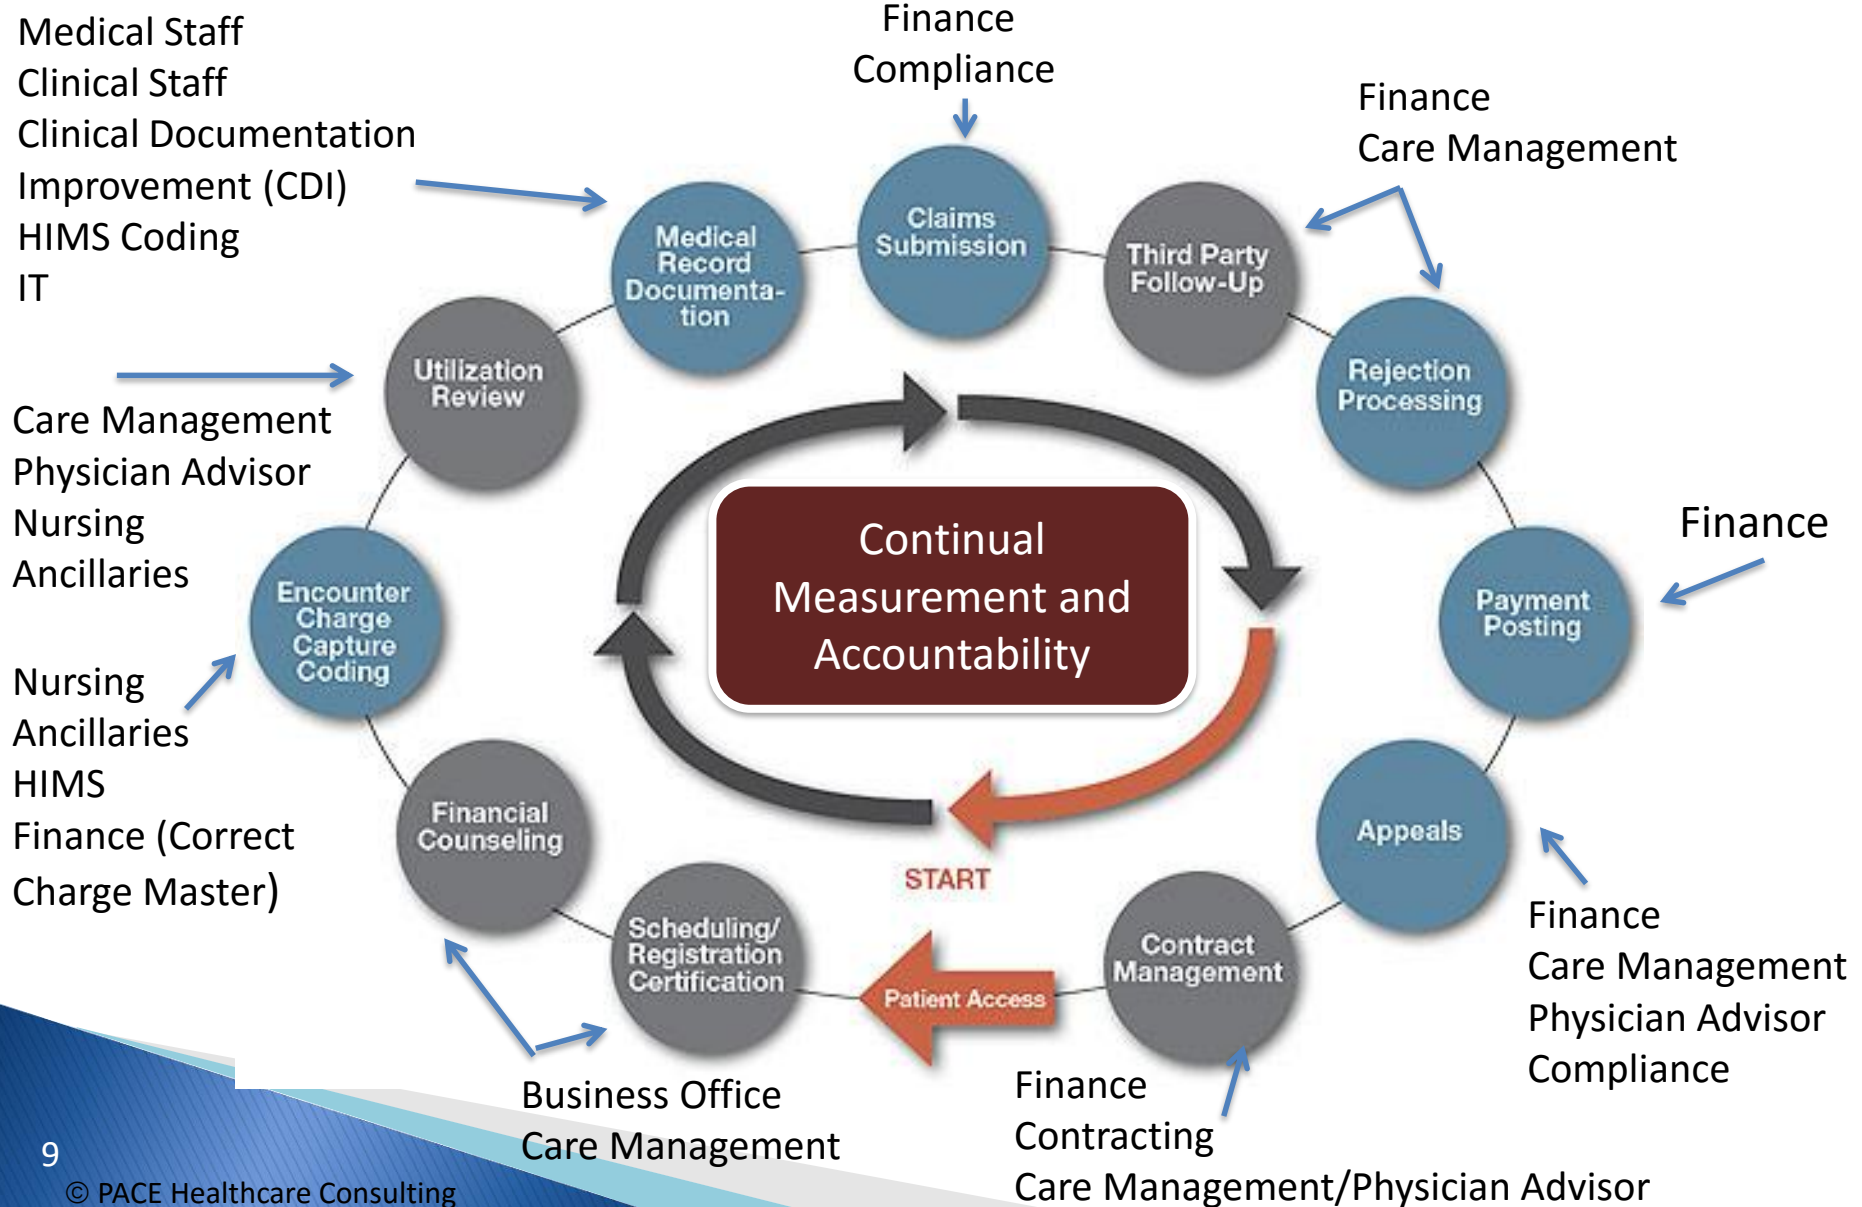 Medical Staff
Clinical Staff
Clinical Documentation
Improvement (CDI)
HIMS Coding
IT
Finance
Compliance
Finance
Care Management
Medical
Record
Documenta-
tion
Claims
Submission
Third Party
Follow-Up
Utilization
Review
Rejection
Processing
Care Management
Physician Advisor
Nursing
Ancillaries
Continual
Measurement and
Accountability
Finance
Encounter
Charge
Capture
Coding
Payment
Posting
Nursing
Ancillaries
HIMS
Finance (Correct
Charge Master)
Financial
Counseling
Appeals
START
Scheduling/
Registration
Certification
Patient Access
Contract
Management
Finance
Care Management
Physician Advisor
Compliance
Business Office
Care Management
Finance
Contracting
Care Management/Physician Advisor
9
© PACE Healthcare Consulting